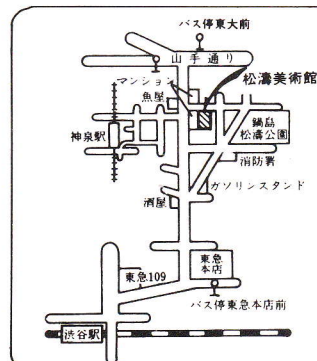 バス停東大前
山手通り
マンション
松濤美術館
魚屋
神泉駅
鍋島
松濤公園
消防署
ガソリンスタンド
酒屋
東急
本店
東急109
バス停東急本店前
渋谷駅